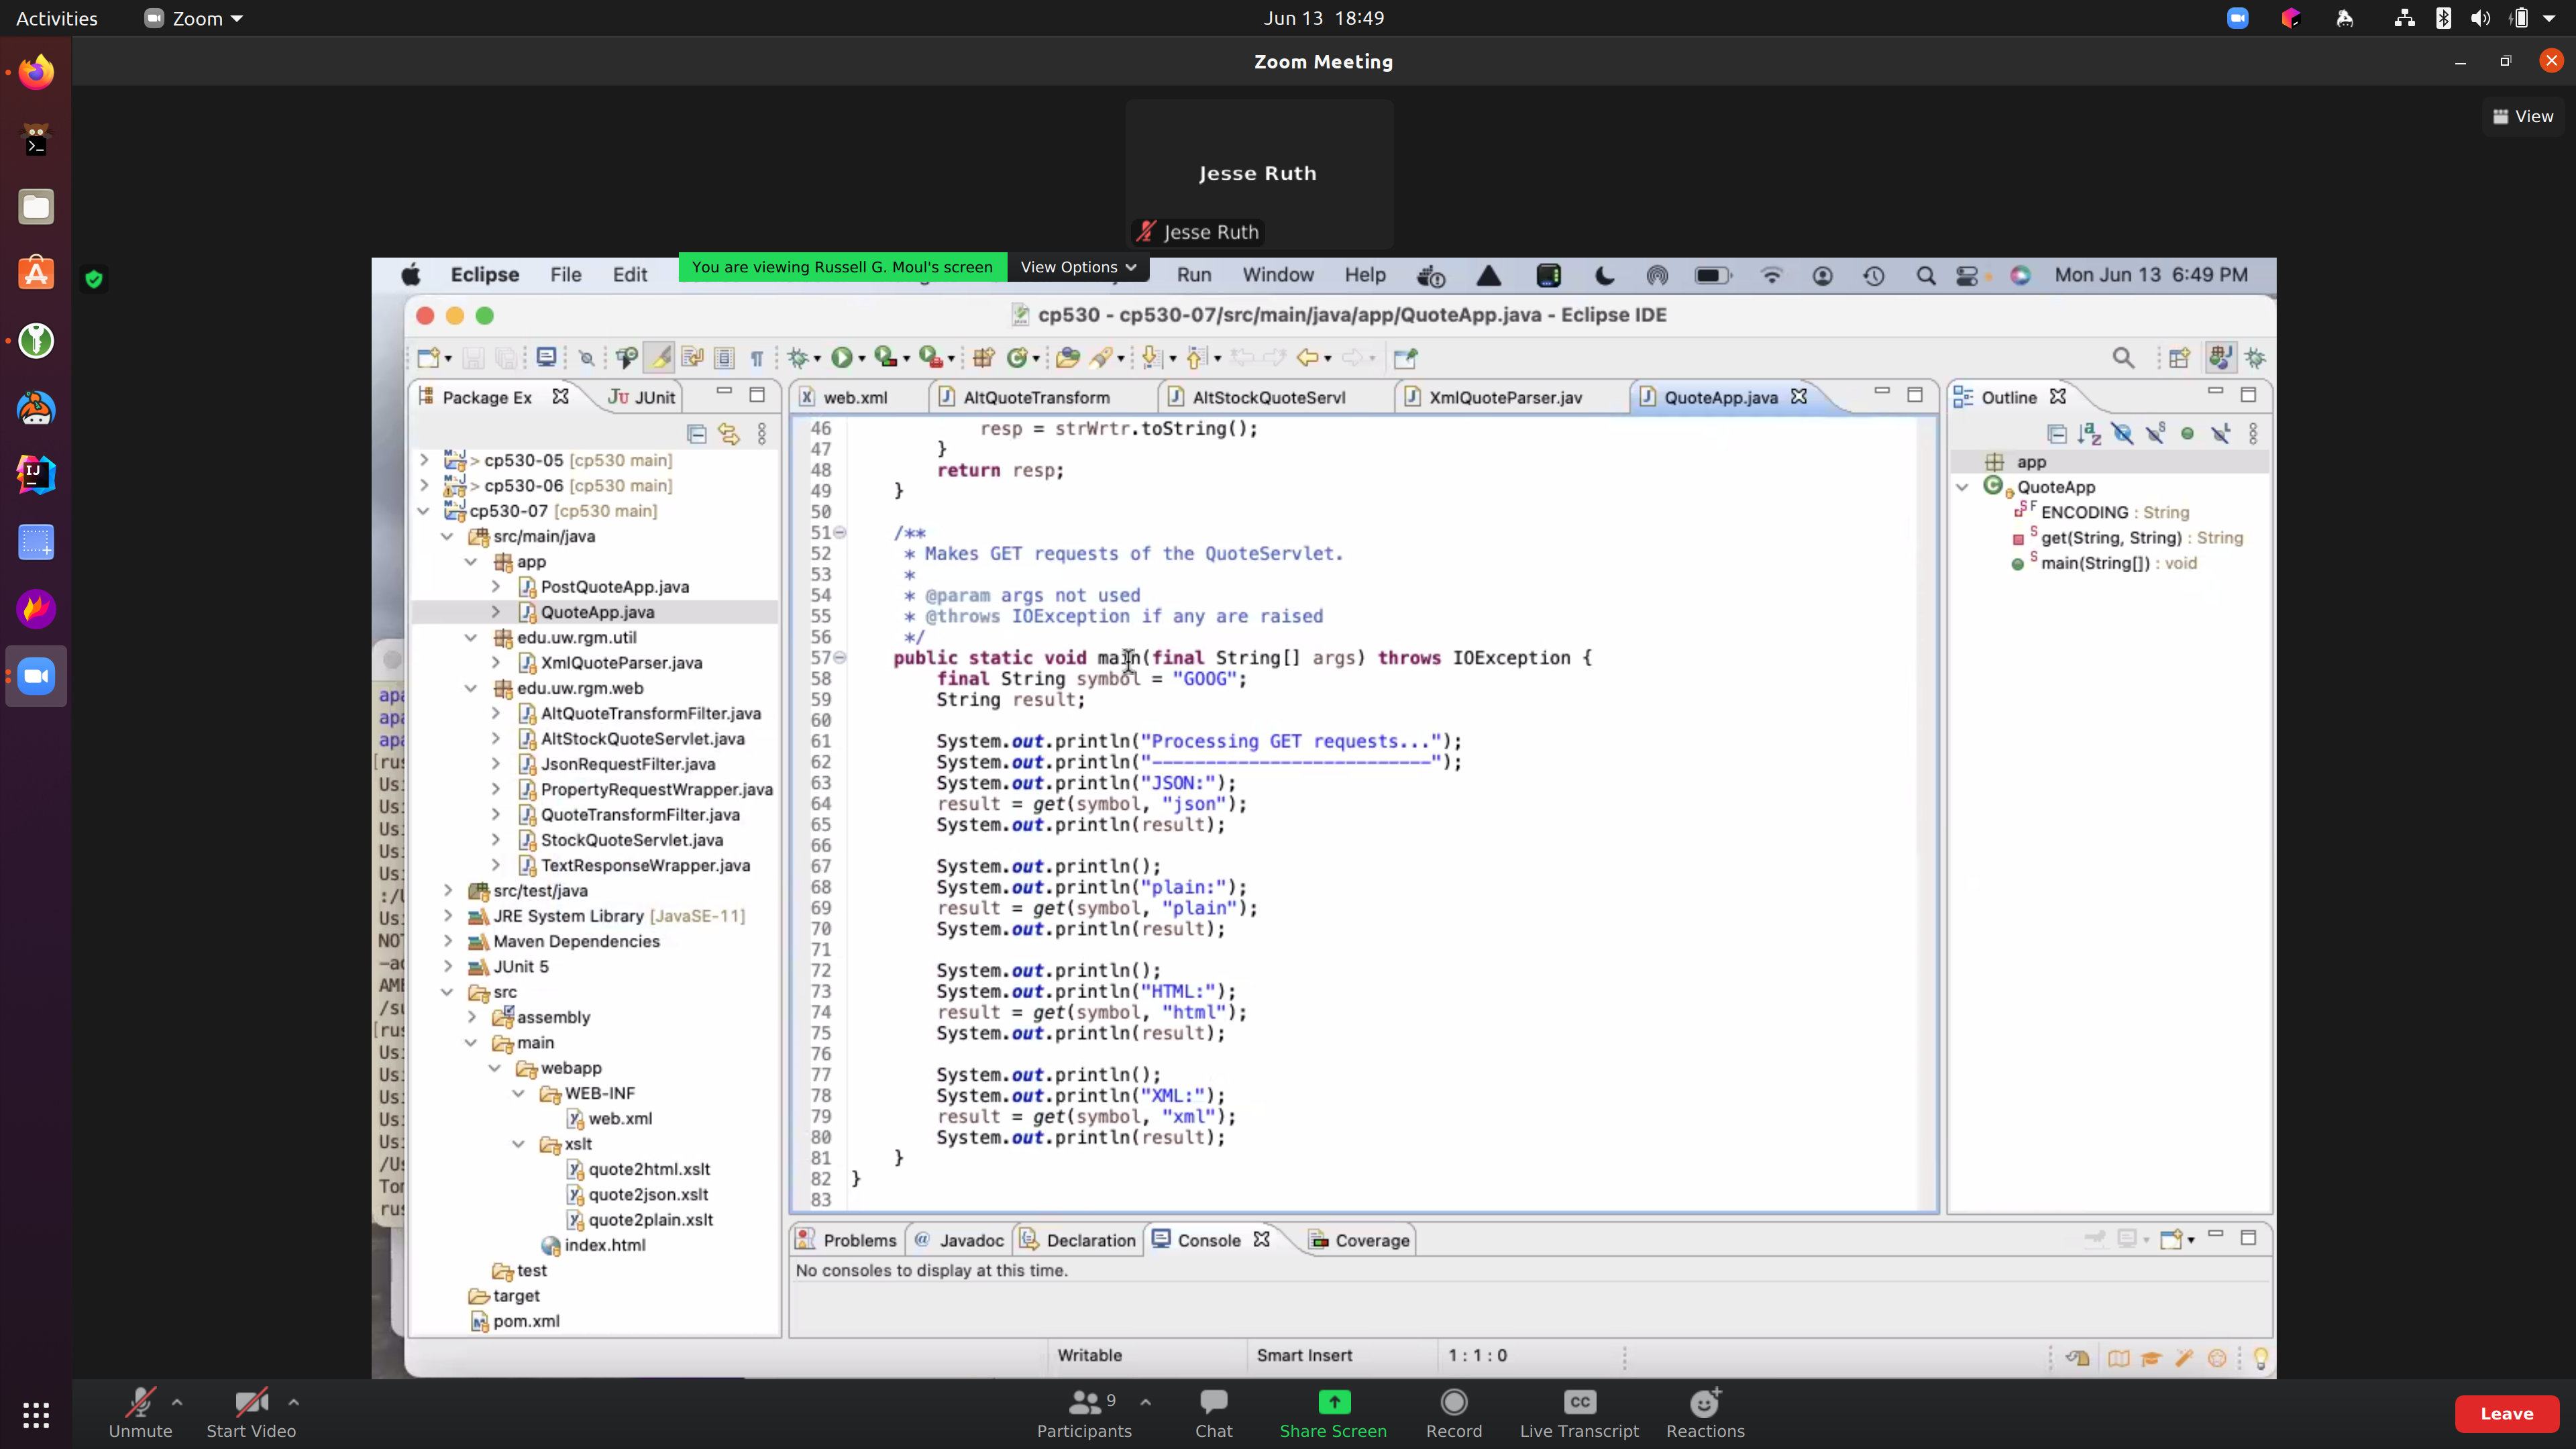 Activities
Zoom
Jun 13 18:49
Zoom Meeting
View
Jesse Ruth
Jesse Ruth
You are viewing Russell G. Moul's screen
View Options
Eclipse File Edit Run Window Help Mon Jun 13 6:49 PM
cp530 - cp530-07/src/main/java/app/QuoteApp.java - Eclipse IDE
Package Ex
JUnit
web.xml
AltQuoteTransform
AltStockQuoteServl
XmlQuoteParser.jav
QuoteApp.java
Outline
> cp530-05 [cp530 main]
> cp530-06 [cp530 main]
cp530-07 [cp530 main]
src/main/java
app
PostQuoteApp.java
QuoteApp.java
edu.uw.rgm.util
XmlQuoteParser.java
edu.uw.rgm.web
AltQuoteTransformFilter.java
AltStockQuoteServlet.java
JsonRequestFilter.java
PropertyRequestWrapper.java
QuoteTransformFilter.java
StockQuoteServlet.java
TextResponseWrapper.java
src/test/java
JRE System Library [JavaSE-11]
Maven Dependencies
JUnit 5
src
assembly
main
webapp
WEB-INF
web.xml
xslt
quote2html.xslt
quote2json.xslt
quote2plain.xslt
index.html
test
target
pom.xml
46 resp = strWrtr.toString();
47 }
48 return resp;
49 }
50
51 /**
52 * Makes GET requests of the QuoteServlet.
53 *
54 * @param args not used
55 * @throws IOException if any are raised
56 */
57 public static void main(final String[] args) throws IOException {
58 final String symbol = "GOOG";
59 String result;
60
61 System.out.println("Processing GET requests...");
62 System.out.println("--------------------------");
63 System.out.println("JSON:");
64 result = get(symbol, "json");
65 System.out.println(result);
66
67 System.out.println();
68 System.out.println("plain:");
69 result = get(symbol, "plain");
70 System.out.println(result);
71
72 System.out.println();
73 System.out.println("HTML:");
74 result = get(symbol, "html");
75 System.out.println(result);
76
77 System.out.println();
78 System.out.println("XML:");
79 result = get(symbol, "xml");
80 System.out.println(result);
81 }
82 }
83
app
QuoteApp
ENCODING : String
get(String, String) : String
main(String[]) : void
Problems
Javadoc
Declaration
Console
Coverage
No consoles to display at this time.
Writable
Smart Insert
1 : 1 : 0
Unmute
Start Video
Participants 9
Chat
Share Screen
Record
Live Transcript
Reactions
Leave